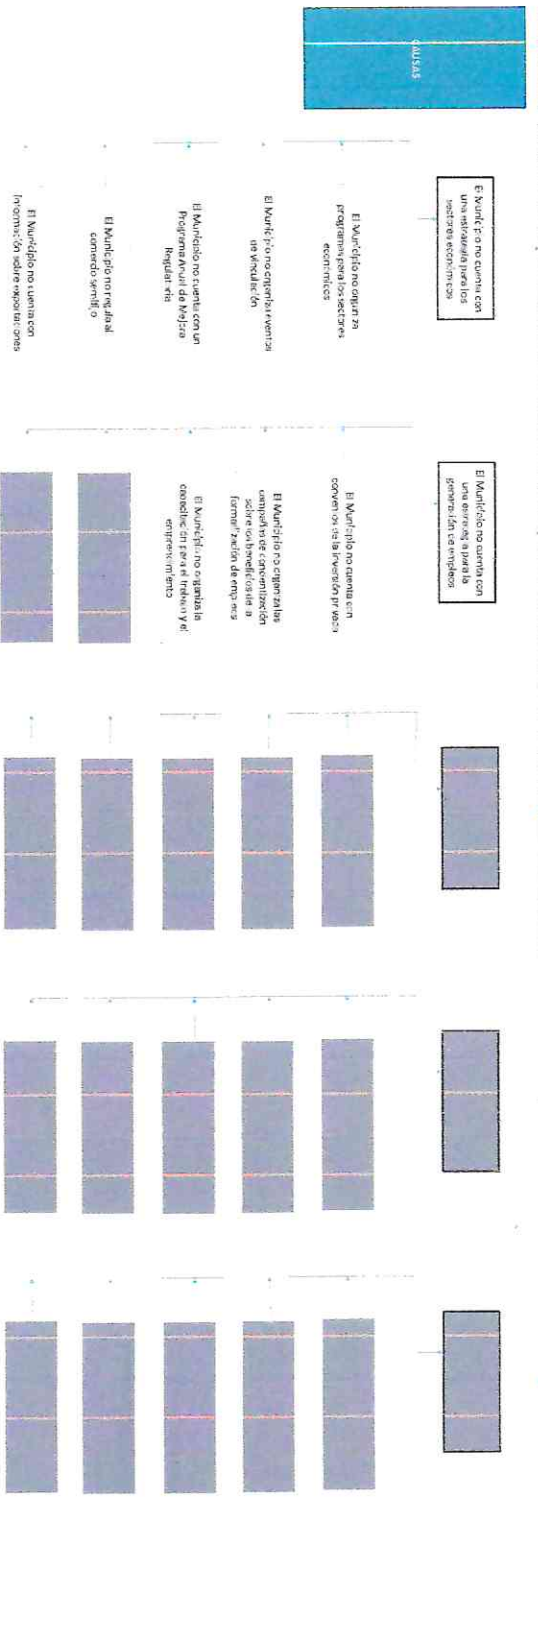 CAUSAS
El Municipio no cuenta con
una estrategia para los
sectores económicos
El Municipio no organiza
programas para los sectores
económicos
El Municipio no organiza eventos
de vinculación
El Municipio no cuenta con un
Programa Anual de Mejora
Regulatoria
El Municipio no regula al
comercio semifijo
El Municipio no cuenta con
información sobre exportaciones
El Municipio no cuenta con
una estrategia para la
generación de empleos
El Municipio no cuenta con
convenios de la inversión privada
El Municipio no organiza las
campañas de concientización
sobre los beneficios de la
formalización de empleos
El Municipio no organiza la
capacitación para el trabajo y el
emprendimiento